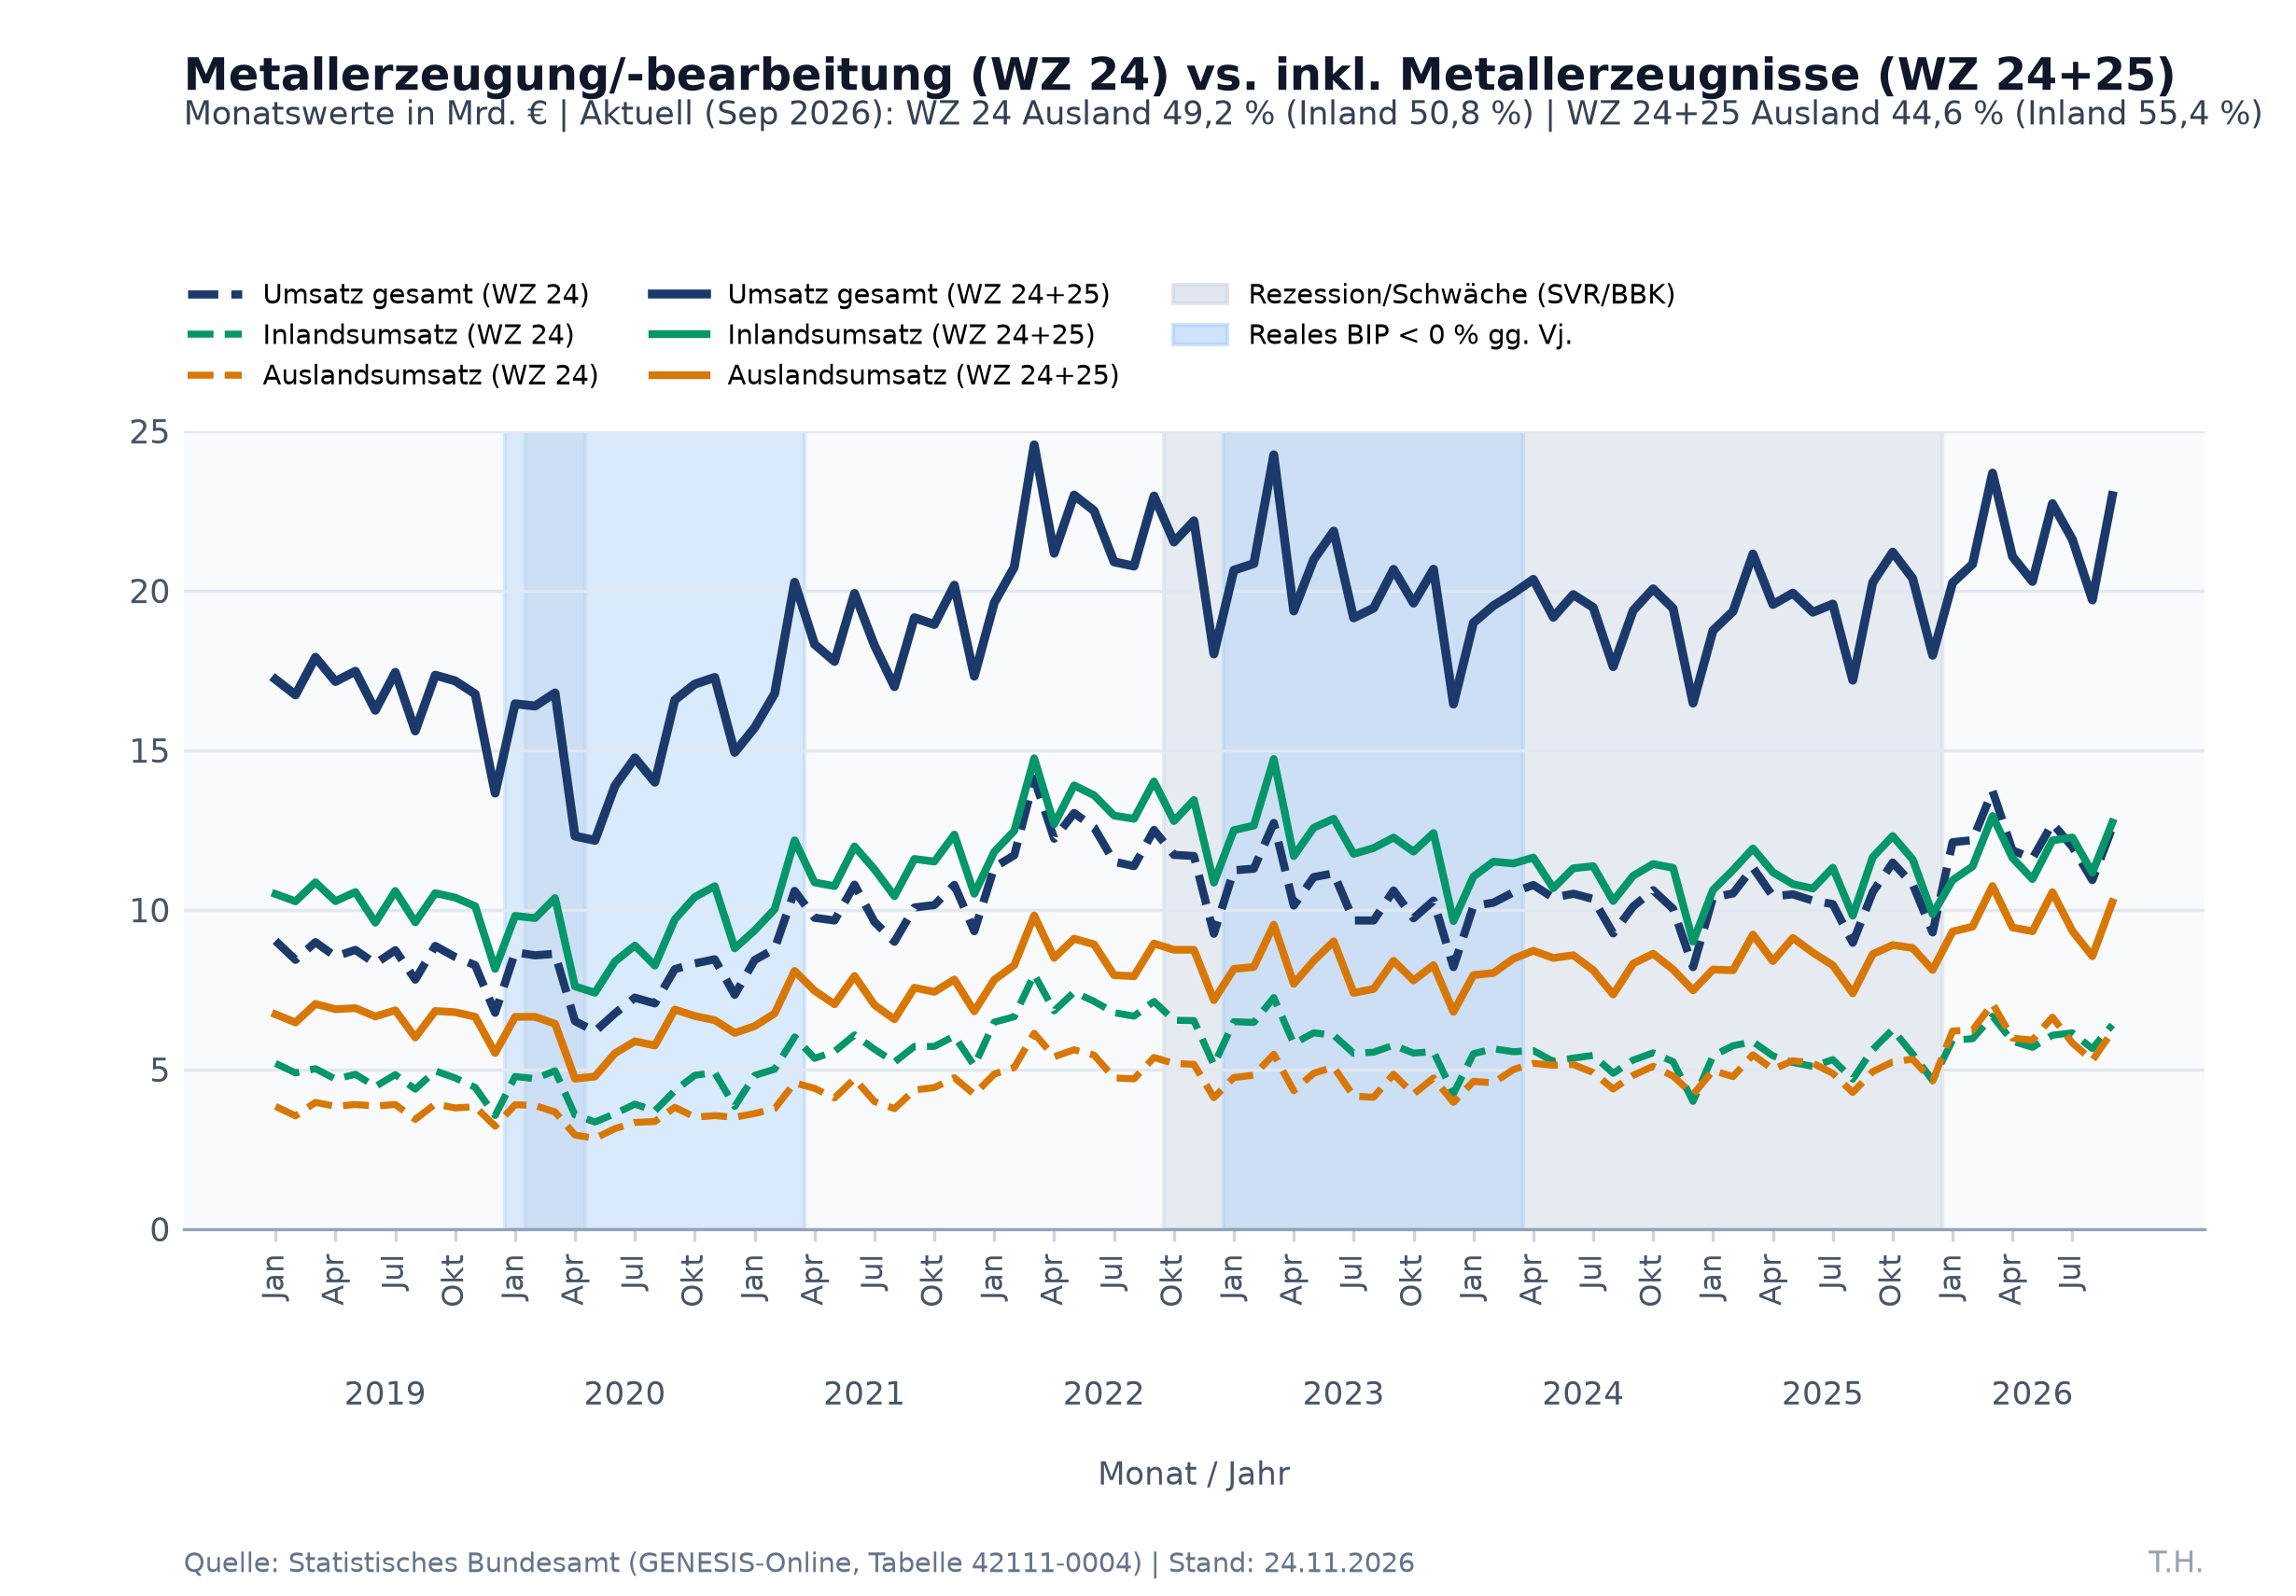 Metallerzeugung/-bearbeitung (WZ 24) vs. inkl. Metallerzeugnisse (WZ 24+25)
Monatswerte in Mrd. € | Aktuell (Sep 2026): WZ 24 Ausland 49,2 % (Inland 50,8 %) | WZ 24+25 Ausland 44,6 % (Inland 55,4 %)
Umsatz gesamt (WZ 24) Umsatz gesamt (WZ 24+25) Rezession/Schwäche (SVR/BBK)
Inlandsumsatz (WZ 24) Inlandsumsatz (WZ 24+25) Reales BIP < 0 % gg. Vj.
Auslandsumsatz (WZ 24) Auslandsumsatz (WZ 24+25)
25
20
15
10
5
0
Jan Apr Jul Okt Jan Apr Jul Okt Jan Apr Jul Okt Jan Apr Jul Okt Jan Apr Jul Okt Jan Apr Jul Okt Jan Apr Jul Okt Jan Apr Jul
2019 2020 2021 2022 2023 2024 2025 2026
Monat / Jahr
Quelle: Statistisches Bundesamt (GENESIS-Online, Tabelle 42111-0004) | Stand: 24.11.2026 T.H.